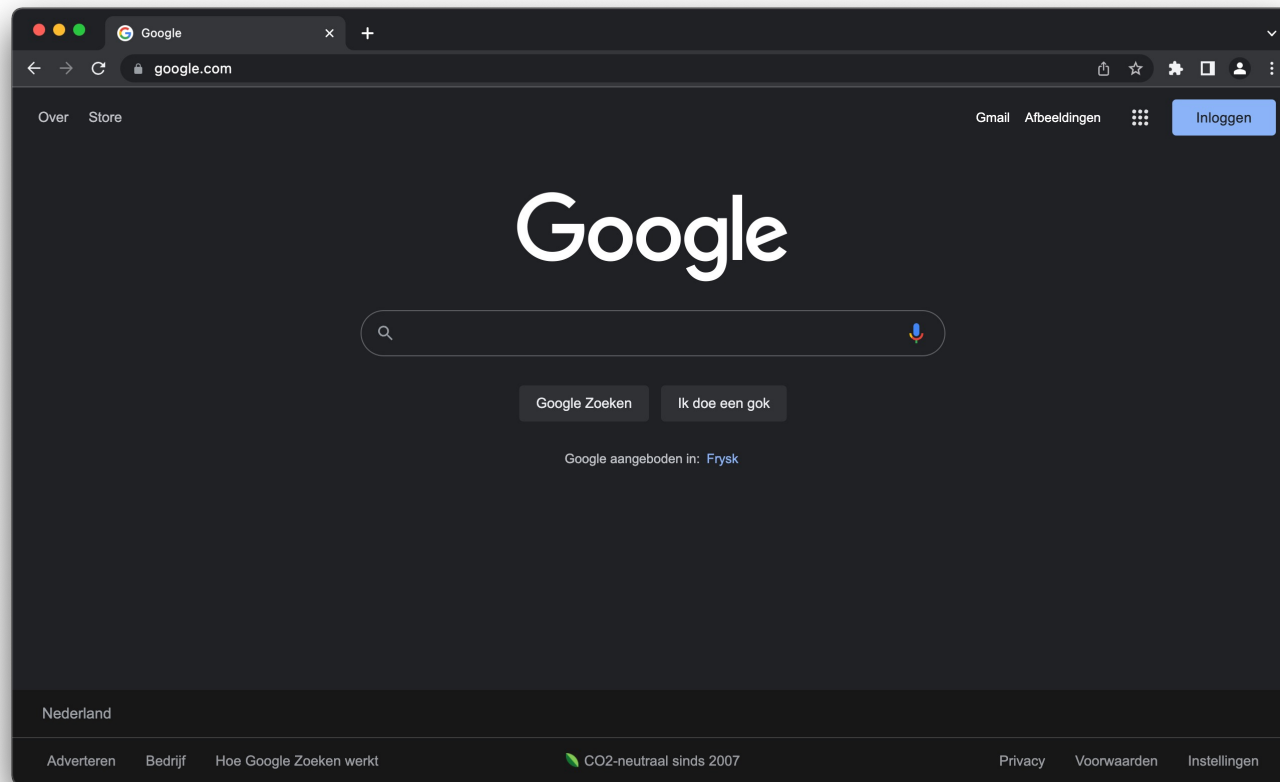 Google
google.com
Over Store Gmail Afbeeldingen Inloggen
Google
Google Zoeken Ik doe een gok
Google aangeboden in: Frysk
Nederland
Adverteren Bedrijf Hoe Google Zoeken werkt CO2-neutraal sinds 2007 Privacy Voorwaarden Instellingen